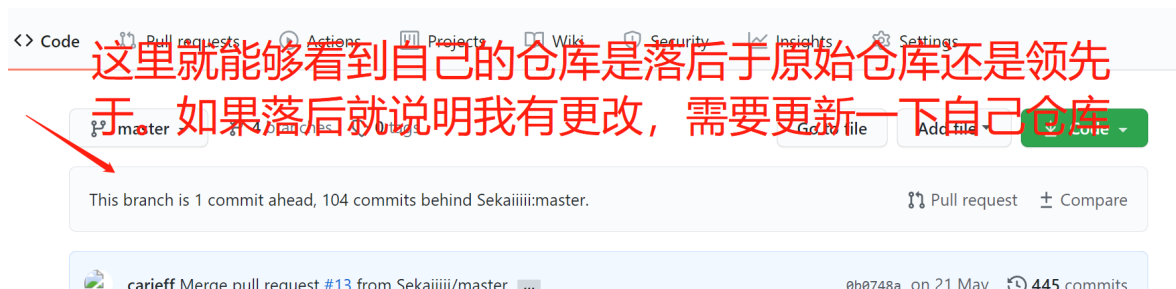 Code Pull requests Actions Projects Wiki Security Insights Settings
这里就能够看到自己的仓库是落后于原始仓库还是领先
于。如果落后就说明我有更改，需要更新一下自己仓库
master 4 branches 0 tags Go to file Add file Code
This branch is 1 commit ahead, 104 commits behind Sekaiiiii:master. Pull request Compare
carieff Merge pull request #13 from Sekaiiiii/master ... 0b0748a on 21 May 445 commits